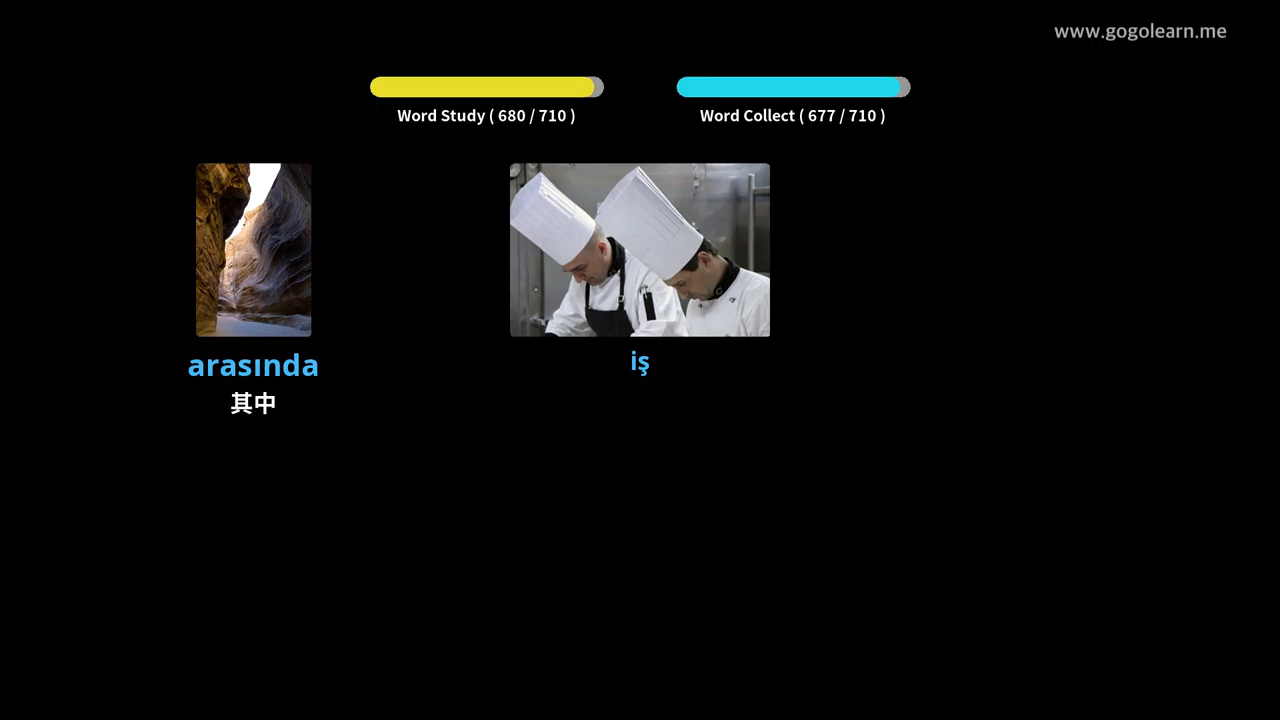 www.gogolearn.me
Word Study ( 680 / 710 )
Word Collect ( 677 / 710 )
arasında
其中
iş